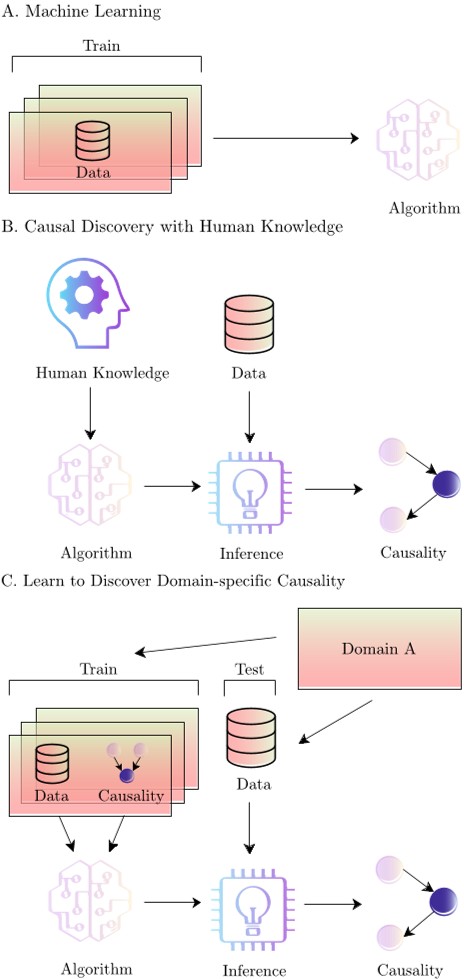 A. Machine Learning
Train
Data
Algorithm
B. Causal Discovery with Human Knowledge
Human Knowledge
Data
Algorithm
Inference
Causality
C. Learn to Discover Domain-specific Causality
Domain A
Train
Test
Data
Causality
Data
Algorithm
Inference
Causality